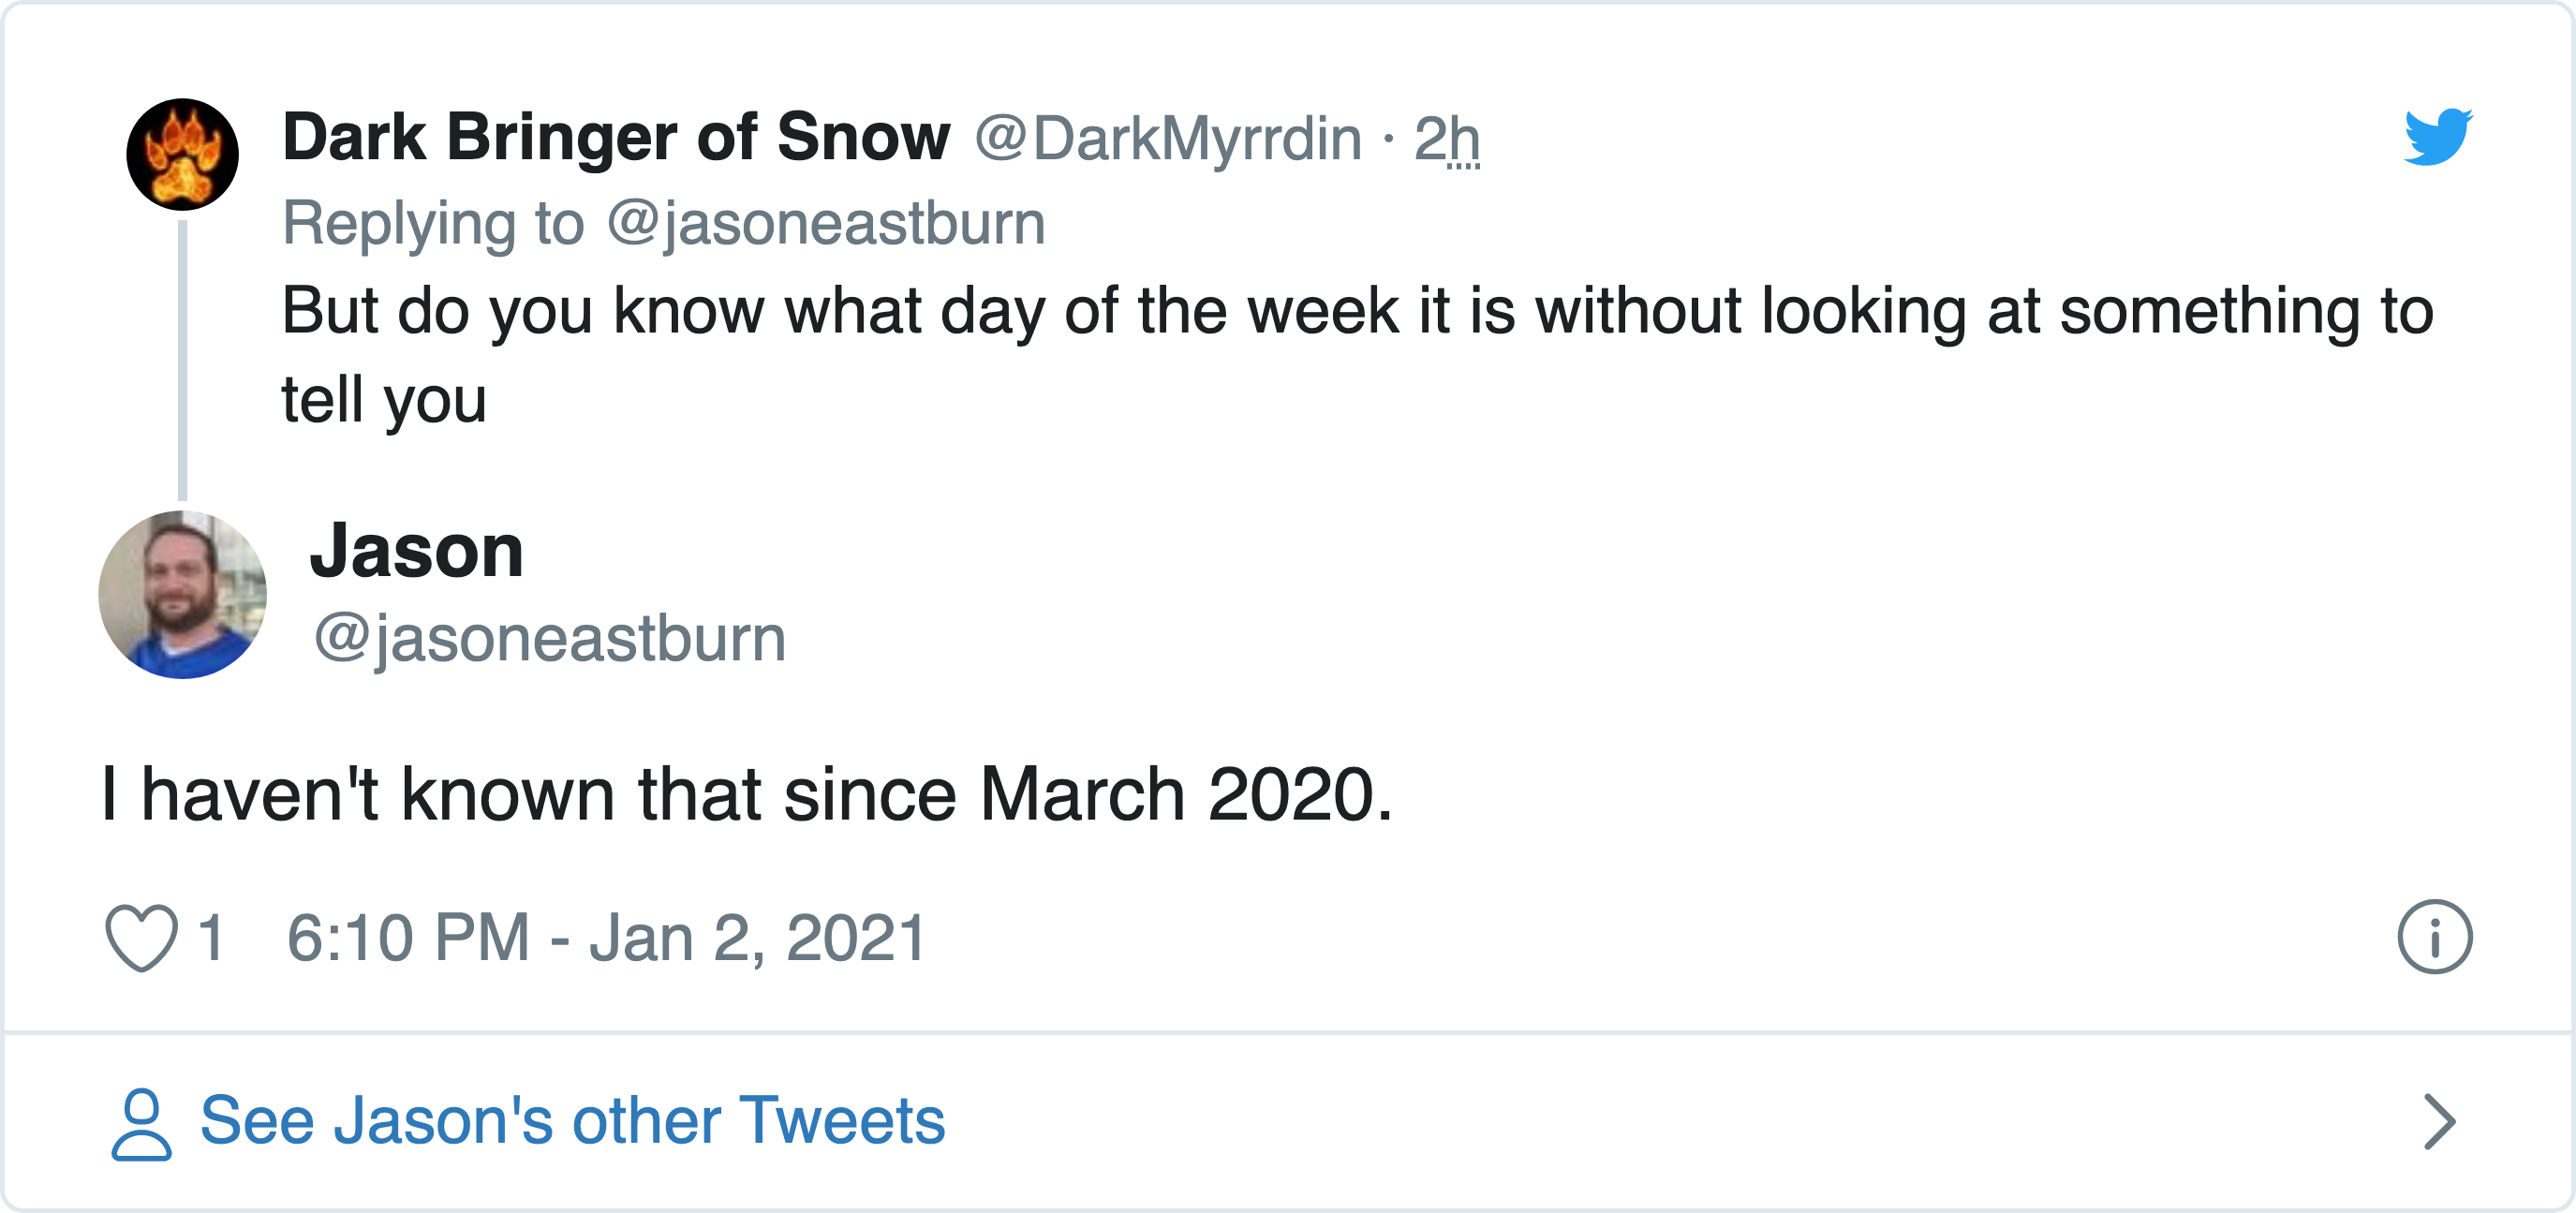 Dark Bringer of Snow @DarkMyrrdin · 2h
Replying to @jasoneastburn
But do you know what day of the week it is without looking at something to
tell you
Jason
@jasoneastburn
I haven't known that since March 2020.
1 6:10 PM - Jan 2, 2021
See Jason's other Tweets